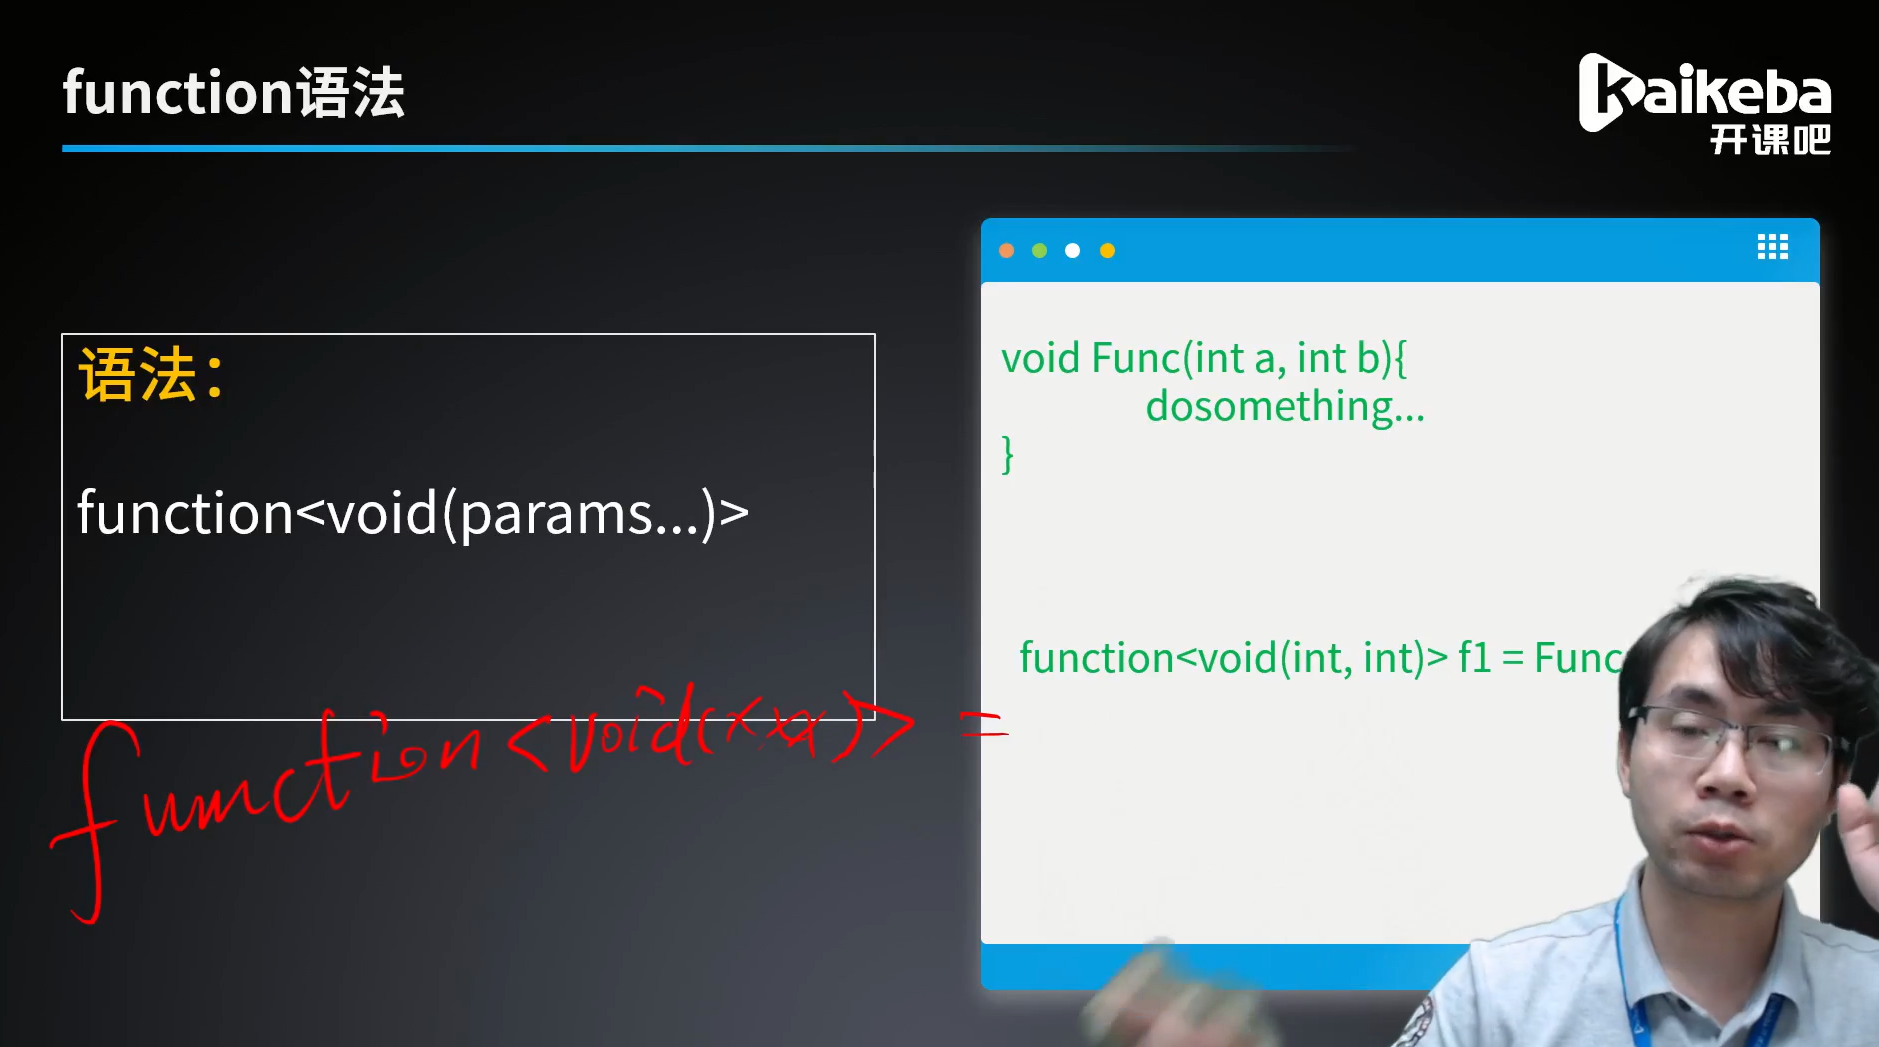 function语法
kaikeba
开课吧
语法：
function<void(params...)>
void Func(int a, int b){
dosomething...
}
function<void(int, int)> f1 = Func
function<void(xx)> =